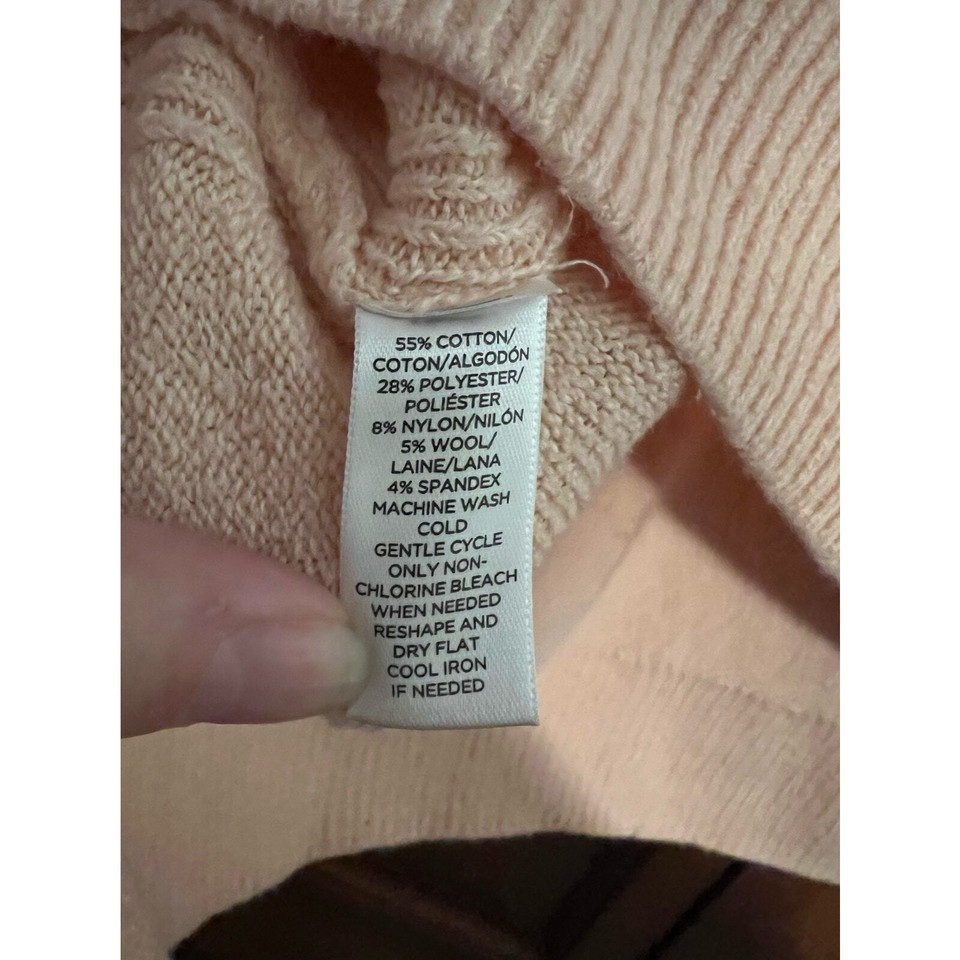 55% COTTON/
COTON/ALGODÓN
28% POLYESTER/
POLIÉSTER
8% NYLON/NILÓN
5% WOOL/
LAINE/LANA
4% SPANDEX
MACHINE WASH
COLD
GENTLE CYCLE
ONLY NON-
CHLORINE BLEACH
WHEN NEEDED
RESHAPE AND
DRY FLAT
COOL IRON
IF NEEDED